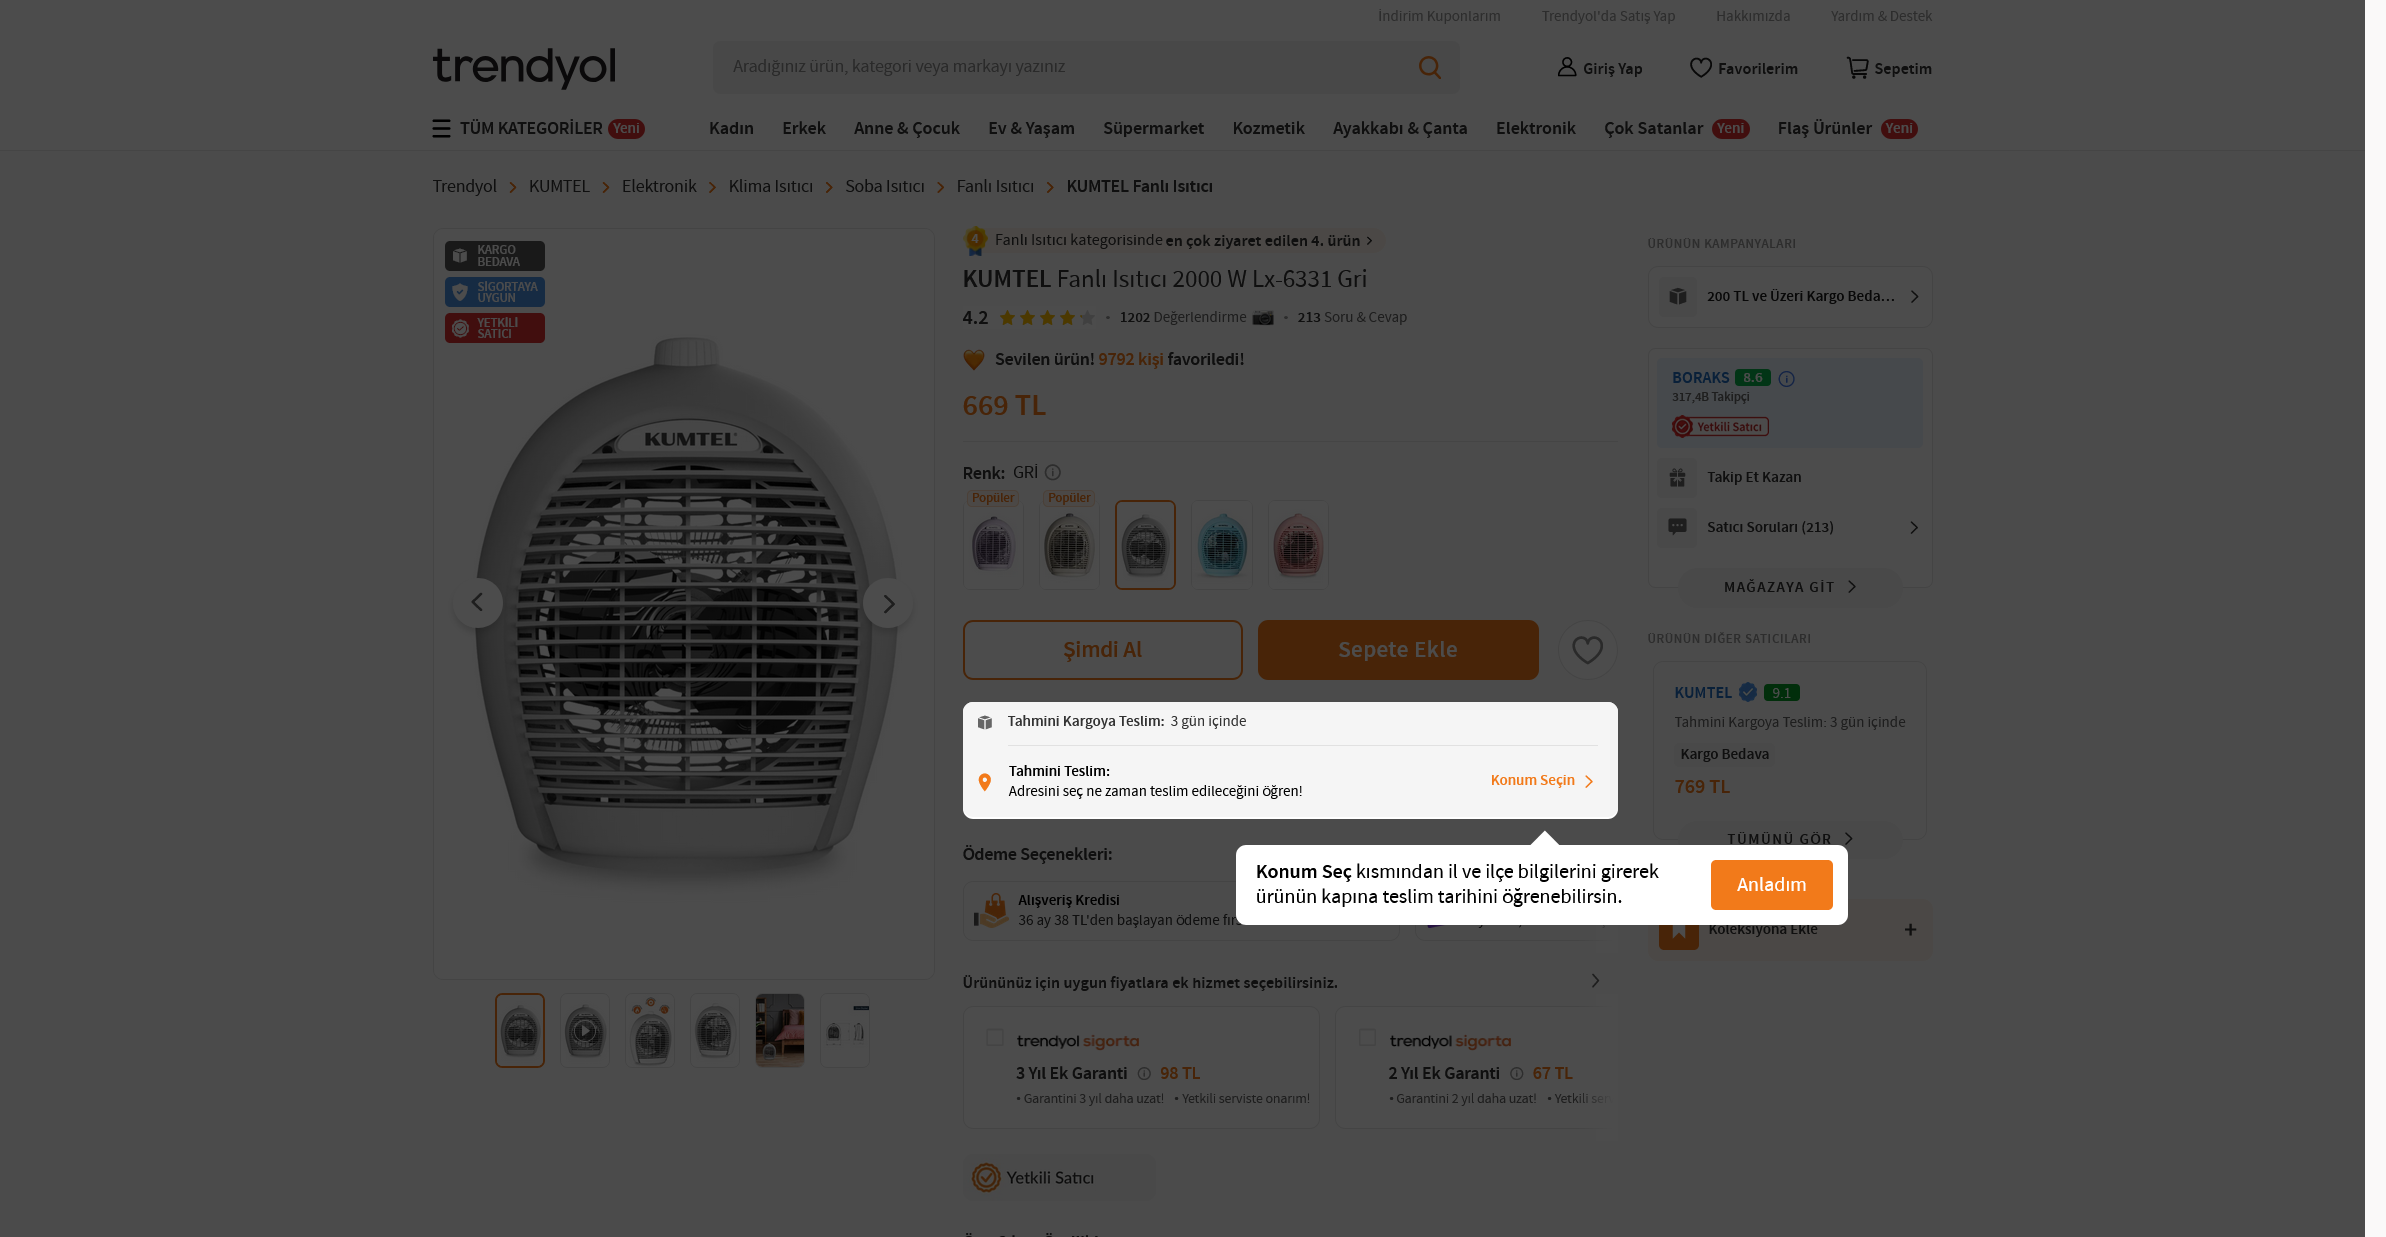 İndirim Kuponlarım
Trendyol'da Satış Yap
Hakkımızda
Yardım & Destek
trendyol
Aradığınız ürün, kategori veya markayı yazınız
Giriş Yap
Favorilerim
Sepetim
TÜM KATEGORİLER Yeni
Kadın
Erkek
Anne & Çocuk
Ev & Yaşam
Süpermarket
Kozmetik
Ayakkabı & Çanta
Elektronik
Çok Satanlar Yeni
Flaş Ürünler Yeni
Trendyol > KUMTEL > Elektronik > Klima Isıtıcı > Soba Isıtıcı > Fanlı Isıtıcı > KUMTEL Fanlı Isıtıcı
KARGO
BEDAVA
SİGORTAYA
UYGUN
YETKİLİ
SATICI
KUMTEL
4 Fanlı Isıtıcı kategorisinde en çok ziyaret edilen 4. ürün >
KUMTEL Fanlı Isıtıcı 2000 W Lx-6331 Gri
4.2 • 1202 Değerlendirme • 213 Soru & Cevap
Sevilen ürün! 9792 kişi favoriledi!
669 TL
Renk: GRİ
Popüler
Popüler
Şimdi Al
Sepete Ekle
Tahmini Kargoya Teslim: 3 gün içinde
Tahmini Teslim:
Adresini seç ne zaman teslim edileceğini öğren!
Konum Seçin
Konum Seç kısmından il ve ilçe bilgilerini girerek
ürünün kapına teslim tarihini öğrenebilirsin.
Anladım
Ödeme Seçenekleri:
Alışveriş Kredisi
36 ay 38 TL'den başlayan ödeme
Ürününüz için uygun fiyatlara ek hizmet seçebilirsiniz.
trendyol sigorta
3 Yıl Ek Garanti 98 TL
• Garantini 3 yıl daha uzat! • Yetkili serviste onarım!
trendyol sigorta
2 Yıl Ek Garanti 67 TL
• Garantini 2 yıl daha uzat! • Yetkili
Yetkili Satıcı
ÜRÜNÜN KAMPANYALARI
200 TL ve Üzeri Kargo Beda...
BORAKS 8.6
317,4B Takipçi
Yetkili Satıcı
Takip Et Kazan
Satıcı Soruları (213)
MAĞAZAYA GİT
ÜRÜNÜN DİĞER SATICILARI
KUMTEL 9.1
Tahmini Kargoya Teslim: 3 gün içinde
Kargo Bedava
769 TL
TÜMÜNÜ GÖR
Koleksiyona Ekle +